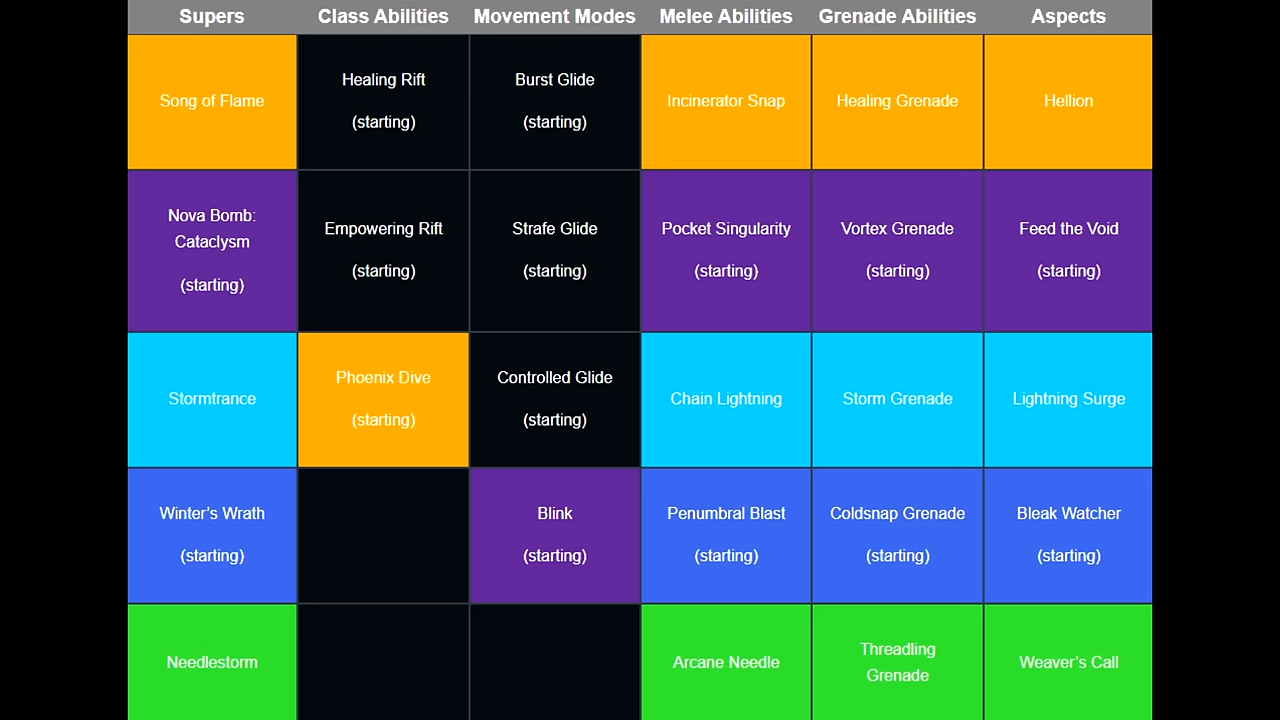 Supers Class Abilities Movement Modes Melee Abilities Grenade Abilities Aspects
Song of Flame
Healing Rift
(starting)
Burst Glide
(starting)
Incinerator Snap
Healing Grenade
Hellion
Nova Bomb:
Cataclysm
(starting)
Empowering Rift
(starting)
Strafe Glide
(starting)
Pocket Singularity
(starting)
Vortex Grenade
(starting)
Feed the Void
(starting)
Stormtrance
Phoenix Dive
(starting)
Controlled Glide
(starting)
Chain Lightning
Storm Grenade
Lightning Surge
Winter’s Wrath
(starting)
Blink
(starting)
Penumbral Blast
(starting)
Coldsnap Grenade
(starting)
Bleak Watcher
(starting)
Needlestorm
Arcane Needle
Threadling
Grenade
Weaver’s Call